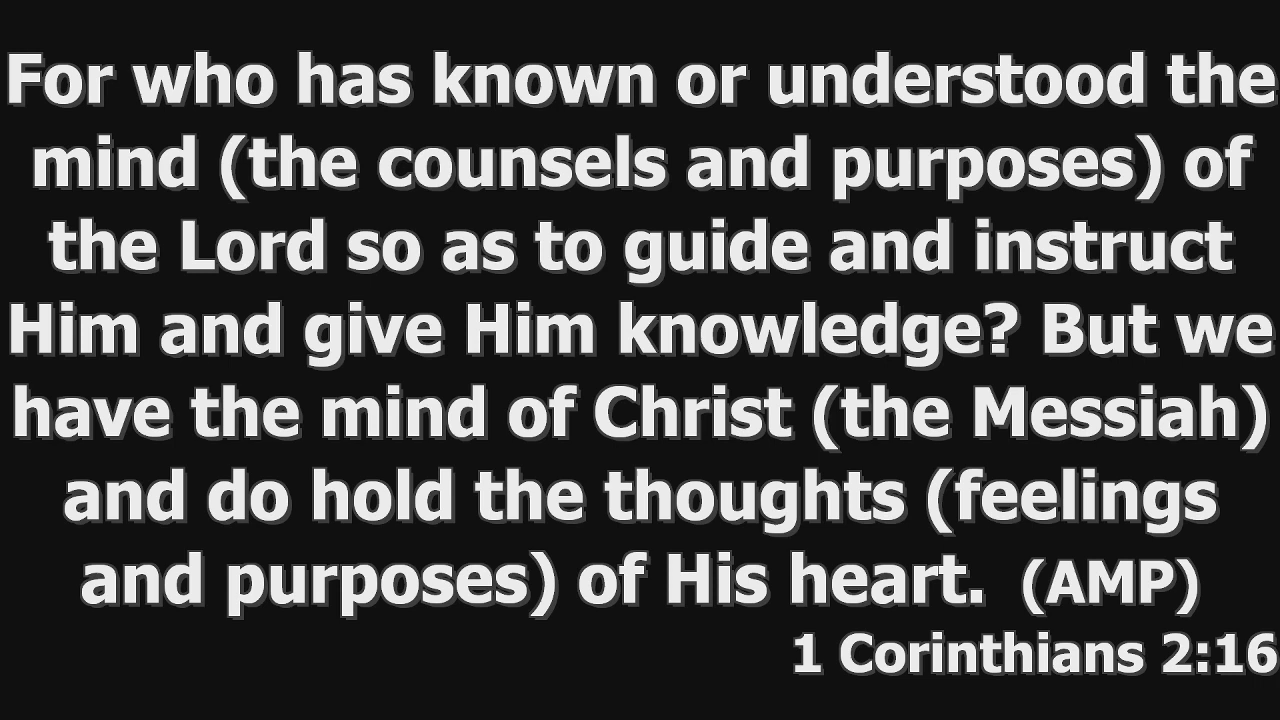 For who has known or understood the
mind (the counsels and purposes) of
the Lord so as to guide and instruct
Him and give Him knowledge? But we
have the mind of Christ (the Messiah)
and do hold the thoughts (feelings
and purposes) of His heart. (AMP)
1 Corinthians 2:16